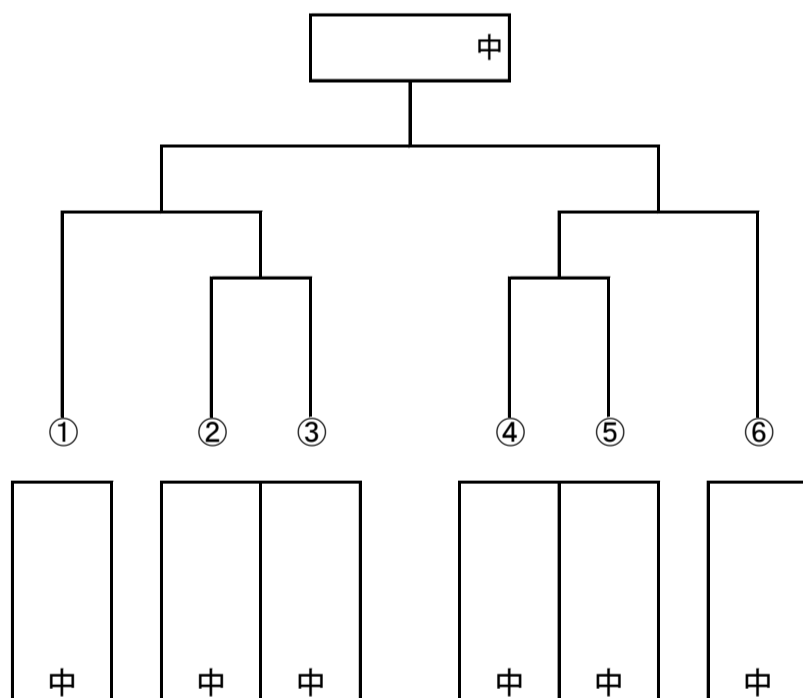 中
① ② ③ ④ ⑤ ⑥
中 中 中 中 中 中